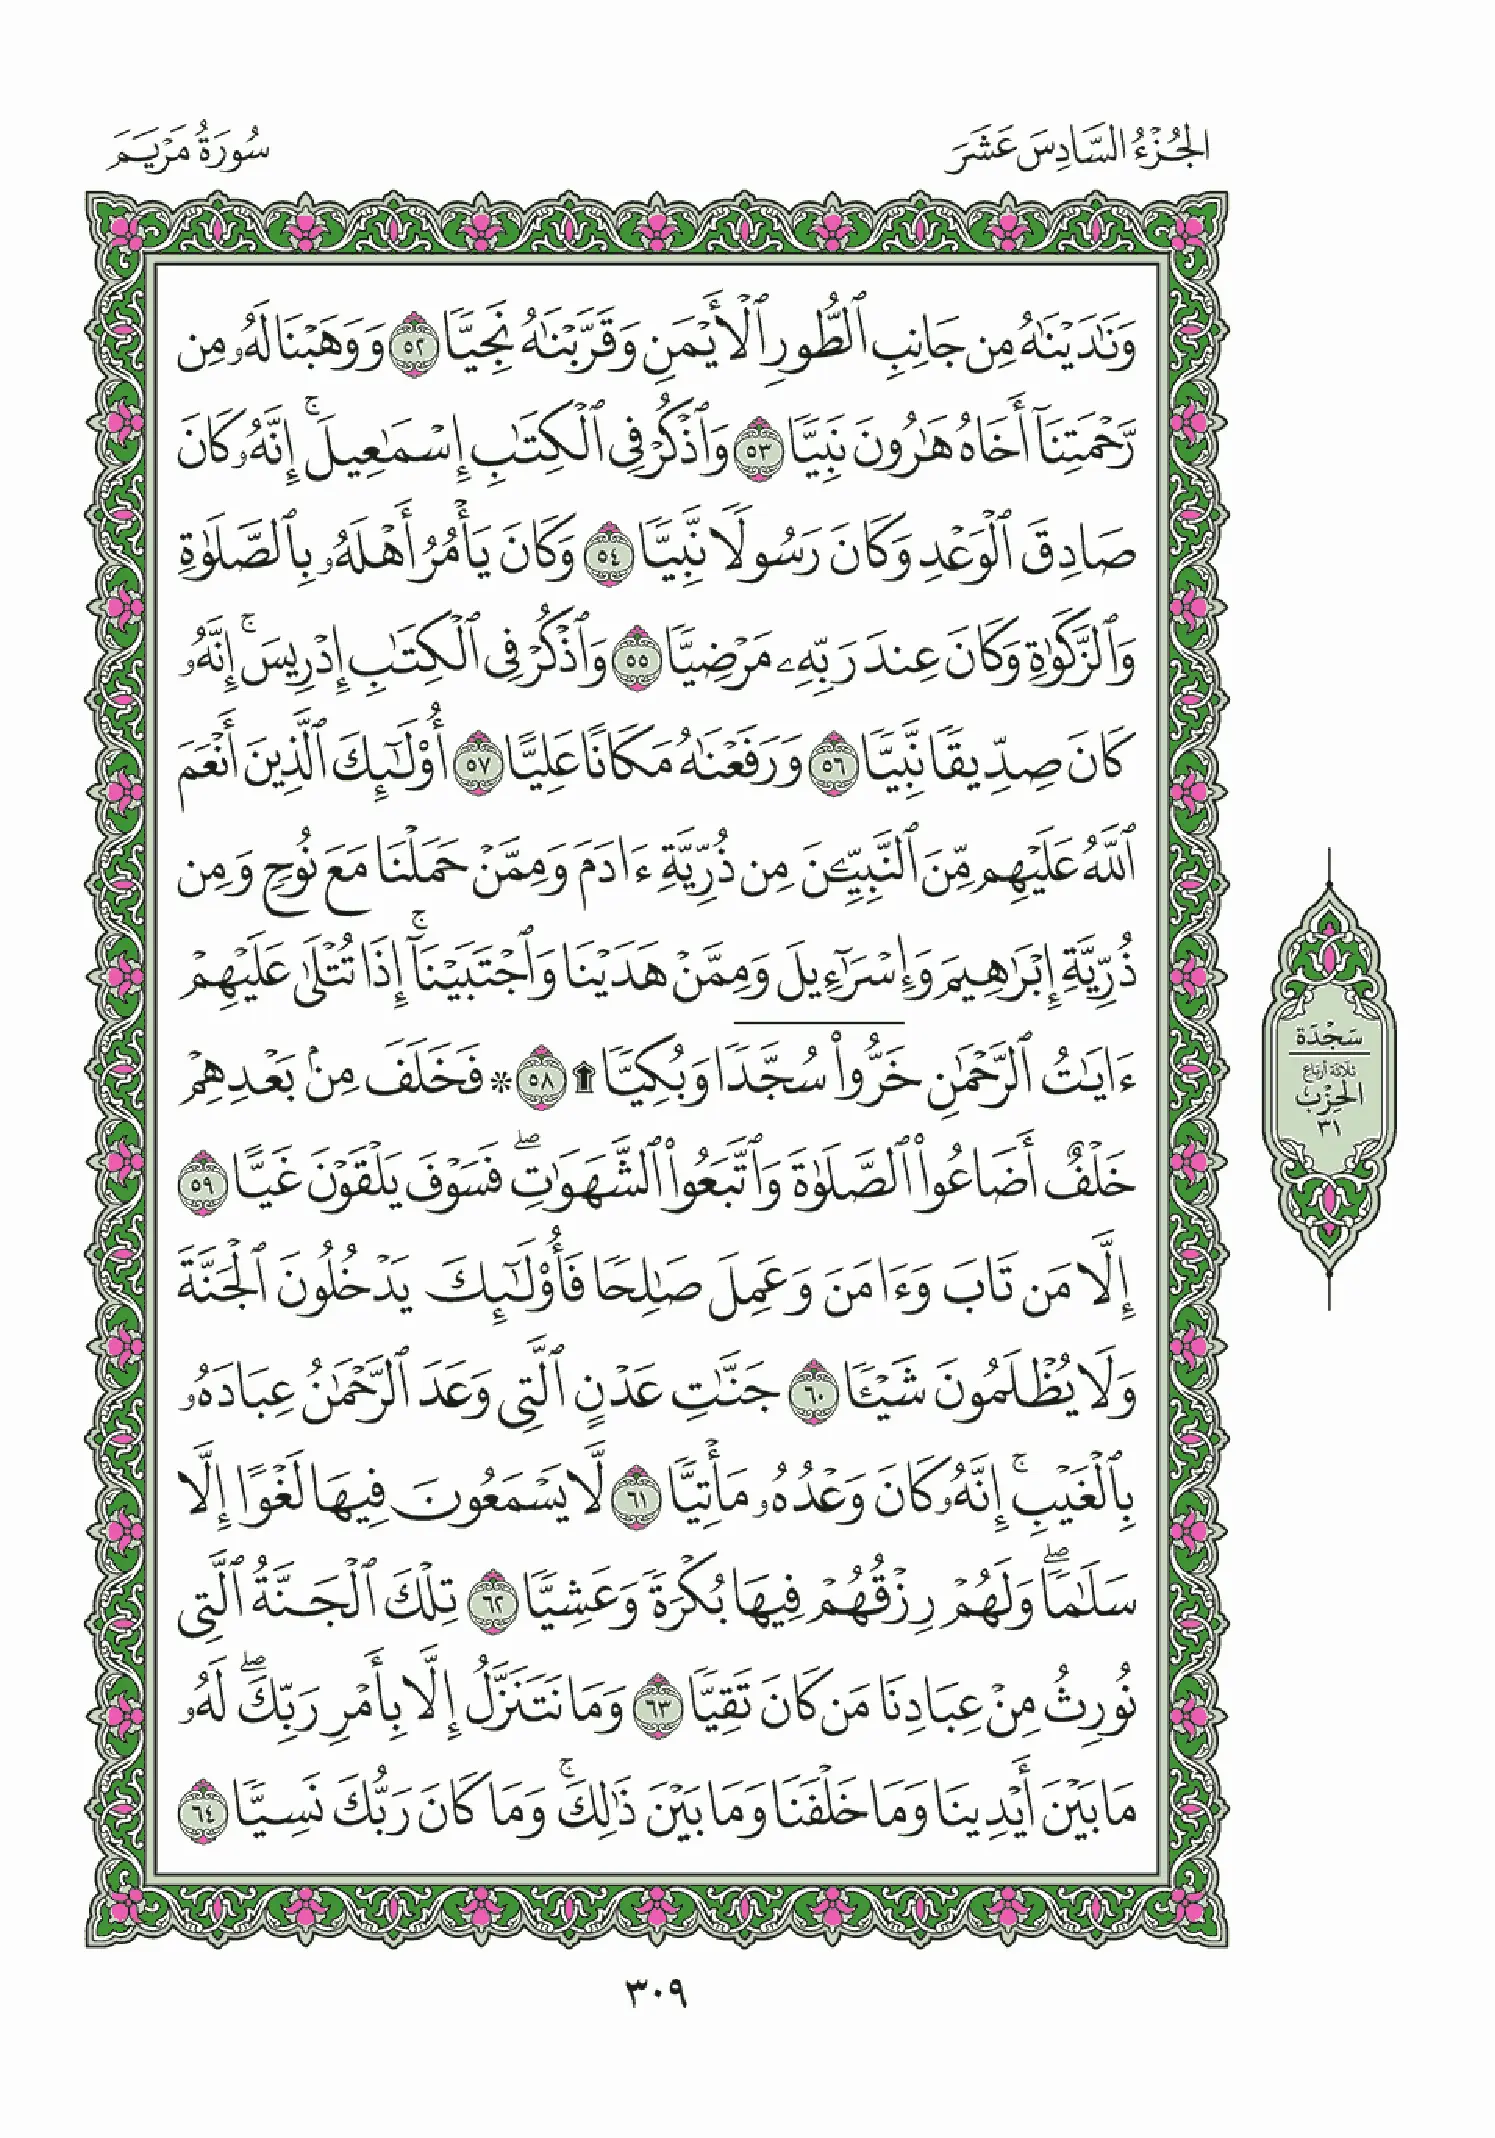 الجُزْءُ السَّادِسَ عَشَرَ
سُورَةُ مَرْيَمَ
وَنَٰدَيْنَٰهُ مِن جَانِبِ ٱلطُّورِ ٱلْأَيْمَنِ وَقَرَّبْنَٰهُ نَجِيًّا ٥٢ وَوَهَبْنَا لَهُۥ مِن
رَّحْمَتِنَآ أَخَاهُ هَٰرُونَ نَبِيًّا ٥٣ وَٱذْكُرْ فِى ٱلْكِتَٰبِ إِسْمَٰعِيلَ ۚ إِنَّهُۥ كَانَ
صَادِقَ ٱلْوَعْدِ وَكَانَ رَسُولًا نَّبِيًّا ٥٤ وَكَانَ يَأْمُرُ أَهْلَهُۥ بِٱلصَّلَوٰةِ
وَٱلزَّكَوٰةِ وَكَانَ عِندَ رَبِّهِۦ مَرْضِيًّا ٥٥ وَٱذْكُرْ فِى ٱلْكِتَٰبِ إِدْرِيسَ ۚ إِنَّهُۥ
كَانَ صِدِّيقًا نَّبِيًّا ٥٦ وَرَفَعْنَٰهُ مَكَانًا عَلِيًّا ٥٧ أُو۟لَٰٓئِكَ ٱلَّذِينَ أَنْعَمَ
ٱللَّهُ عَلَيْهِم مِّنَ ٱلنَّبِيِّـۧنَ مِن ذُرِّيَّةِ ءَادَمَ وَمِمَّنْ حَمَلْنَا مَعَ نُوحٍ وَمِن
ذُرِّيَّةِ إِبْرَٰهِيمَ وَإِسْرَٰٓءِيلَ وَمِمَّنْ هَدَيْنَا وَٱجْتَبَيْنَآ ۚ إِذَا تُتْلَىٰ عَلَيْهِمْ
ءَايَٰتُ ٱلرَّحْمَٰنِ خَرُّوا۟ سُجَّدًا وَبُكِيًّا ۩ ٥٨ ۞ فَخَلَفَ مِنۢ بَعْدِهِمْ
خَلْفٌ أَضَاعُوا۟ ٱلصَّلَوٰةَ وَٱتَّبَعُوا۟ ٱلشَّهَوَٰتِ ۖ فَسَوْفَ يَلْقَوْنَ غَيًّا ٥٩
إِلَّا مَن تَابَ وَءَامَنَ وَعَمِلَ صَٰلِحًا فَأُو۟لَٰٓئِكَ يَدْخُلُونَ ٱلْجَنَّةَ
وَلَا يُظْلَمُونَ شَيْـًٔا ٦٠ جَنَّٰتِ عَدْنٍ ٱلَّتِى وَعَدَ ٱلرَّحْمَٰنُ عِبَادَهُۥ
بِٱلْغَيْبِ ۚ إِنَّهُۥ كَانَ وَعْدُهُۥ مَأْتِيًّا ٦١ لَّا يَسْمَعُونَ فِيهَا لَغْوًا إِلَّا
سَلَٰمًا ۖ وَلَهُمْ رِزْقُهُمْ فِيهَا بُكْرَةً وَعَشِيًّا ٦٢ تِلْكَ ٱلْجَنَّةُ ٱلَّتِى
نُورِثُ مِنْ عِبَادِنَا مَن كَانَ تَقِيًّا ٦٣ وَمَا نَتَنَزَّلُ إِلَّا بِأَمْرِ رَبِّكَ ۖ لَهُۥ
مَا بَيْنَ أَيْدِينَا وَمَا خَلْفَنَا وَمَا بَيْنَ ذَٰلِكَ ۚ وَمَا كَانَ رَبُّكَ نَسِيًّا ٦٤
سَجْدَة
ثلاثة أرباع
الحِزْب
٣١
٣٠٩